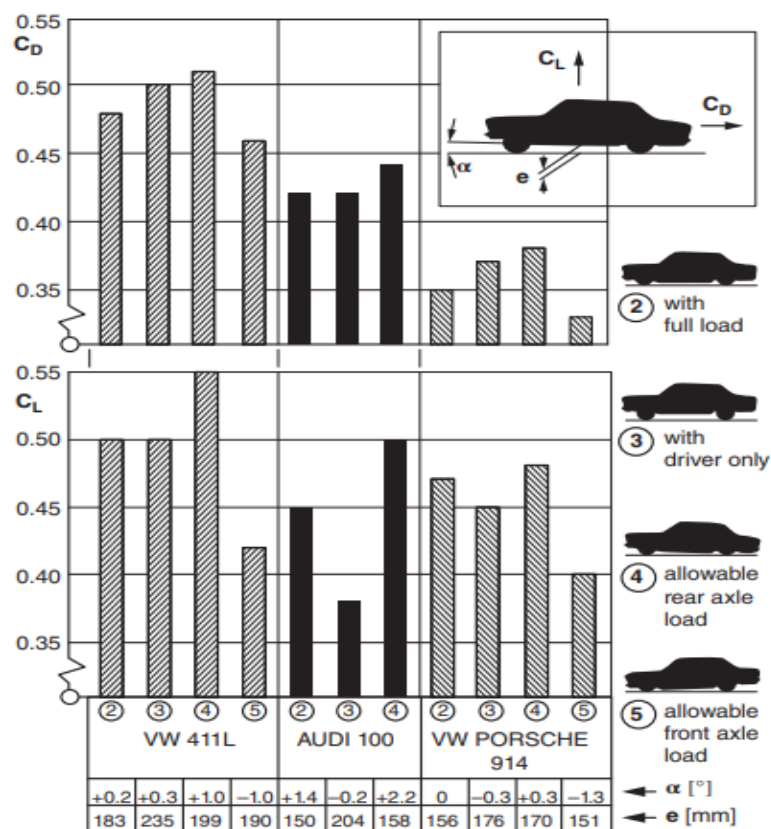 0.55
C_D
0.50
0.45
0.40
0.35
C_L
C_D
α
e
② with
full load
0.55
C_L
0.50
0.45
0.40
0.35
③ with
driver only
④ allowable
rear axle
load
⑤ allowable
front axle
load
② ③ ④ ⑤ ② ③ ④ ② ③ ④ ⑤
VW 411L AUDI 100 VW PORSCHE
914
+0.2 +0.3 +1.0 −1.0 +1.4 −0.2 +2.2 0 −0.3 +0.3 −1.3 α [°]
183 235 199 190 150 204 158 156 176 170 151 e [mm]